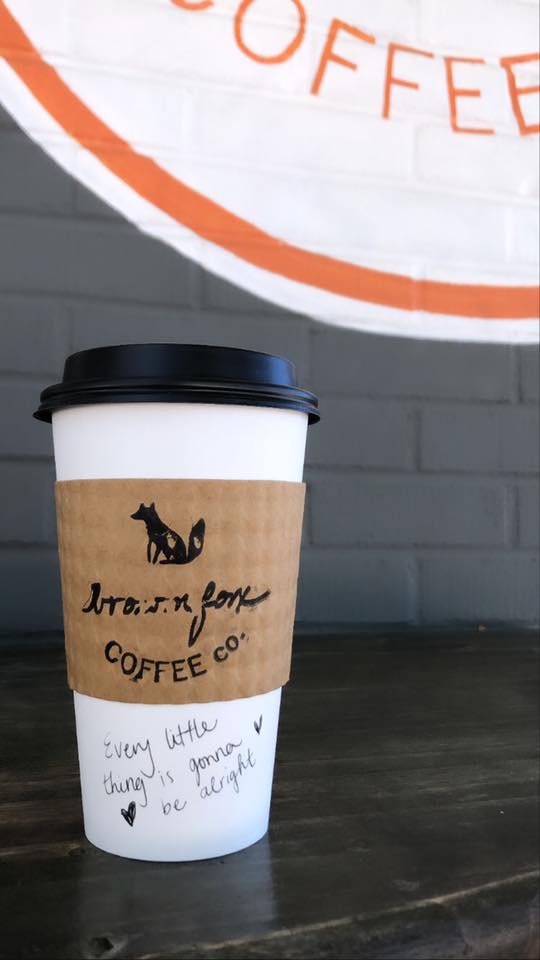 COFFEE
brown fox
COFFEE CO.
Every little
thing is gonna
be alright